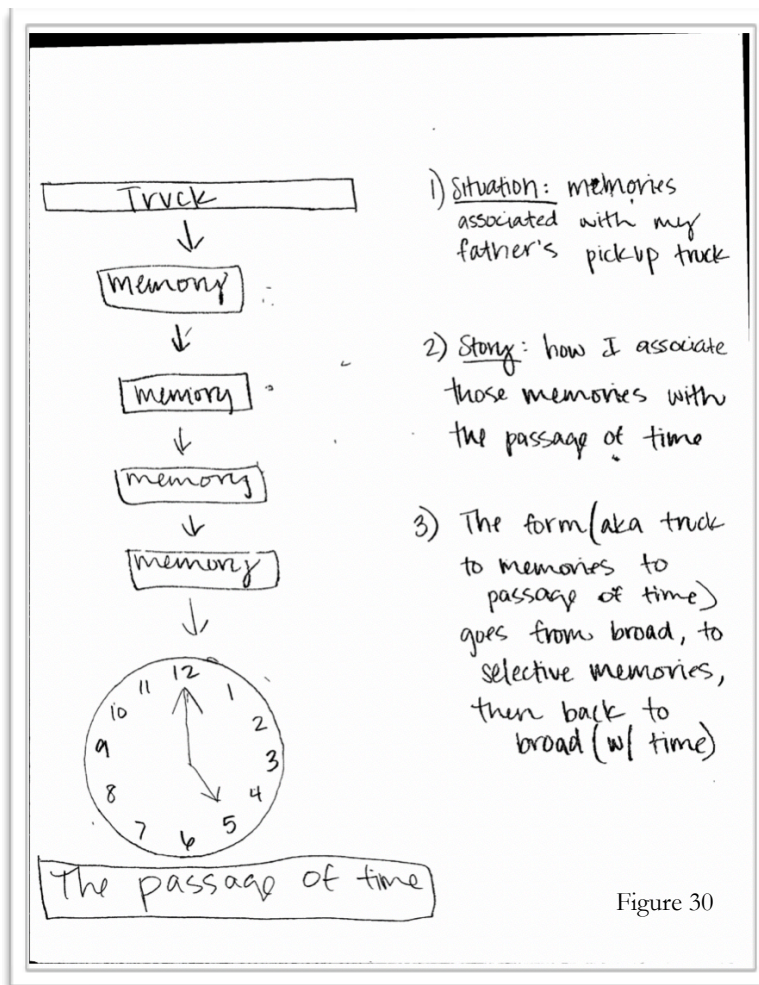 Truck
memory
memory
memory
memory
12
1
2
3
4
5
6
7
8
9
10
11
The passage of time
1) Situation: memories
associated with my
father's pickup truck
2) Story: how I associate
those memories with
the passage of time
3) The form (aka truck
to memories to
passage of time)
goes from broad, to
selective memories,
then back to
broad (w/ time)
Figure 30